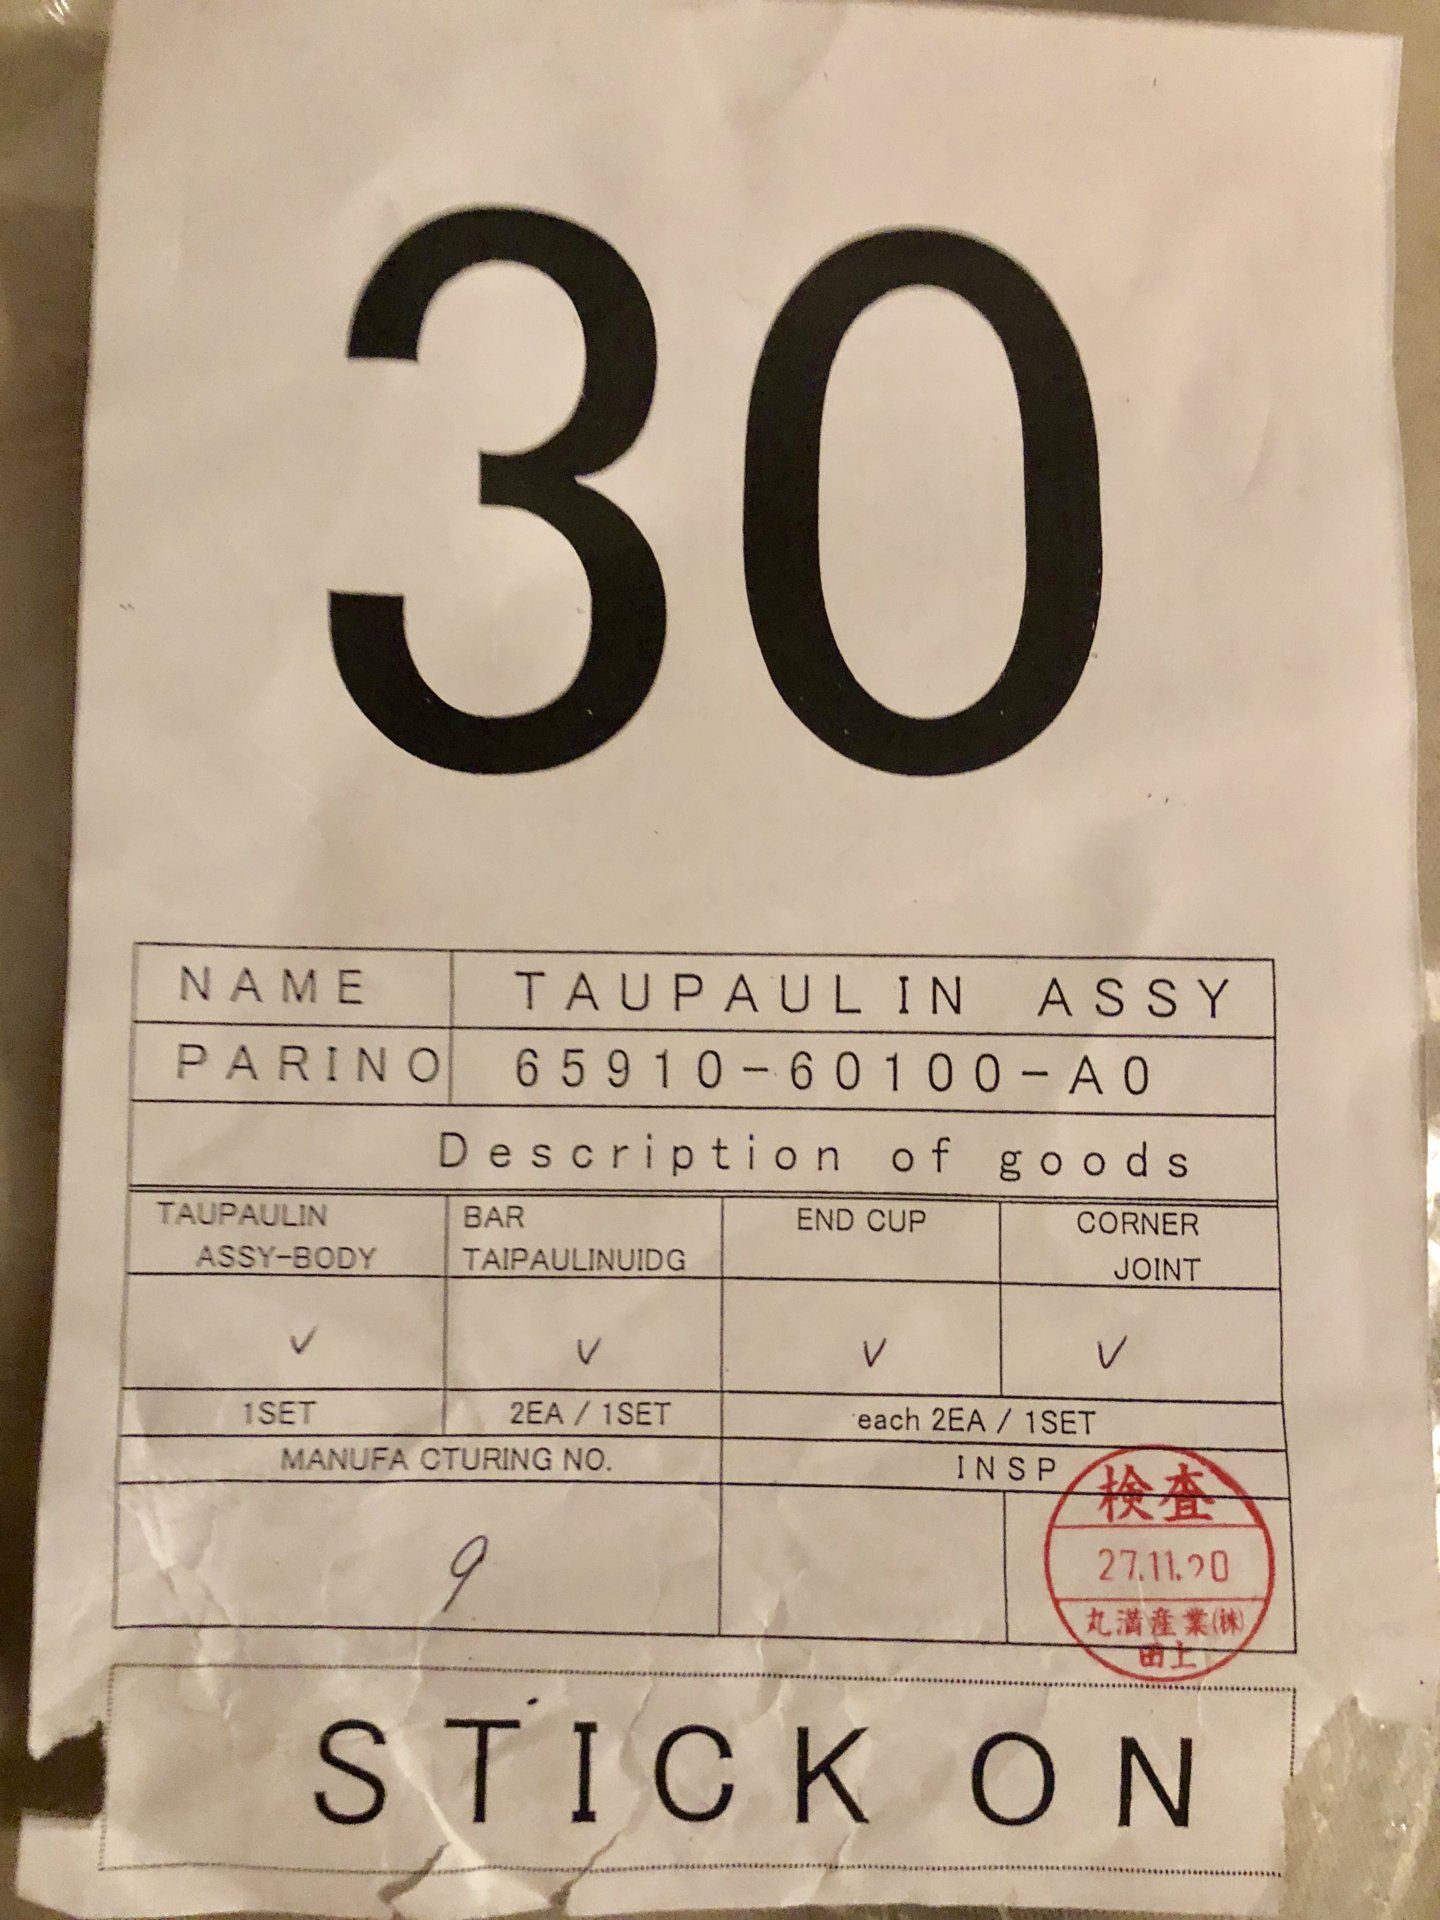 30
NAME TAUPAULIN ASSY
PARINO 65910-60100-A0
Description of goods
TAUPAULIN ASSY-BODY
BAR TAIPAULINUIDG
END CUP
CORNER JOINT
✓ ✓ ✓ ✓
1SET 2EA / 1SET each 2EA / 1SET
MANUFA CTURING NO. INSP
9
検査
27.11.20
丸満産業㈱
田上
STICK ON